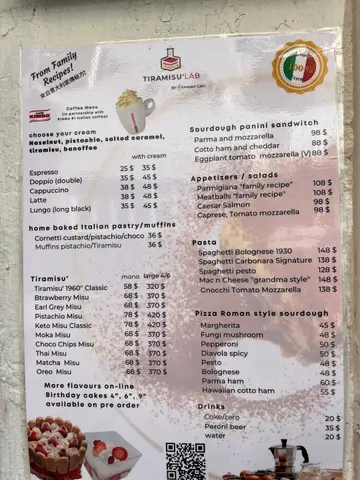 From Family
Recipes!
TIRAMISU'LAB
KIMBO
Coffee Menu
(in partnership with
Kimbo #1 Italian coffee)
choose your cream
Hazelnut, pistachio, salted caramel,
tiramisu, banoffee
with cream
Espresso 25 $ 35 $
Doppio (double) 35 $ 45 $
Cappuccino 38 $ 48 $
Latte 38 $ 48 $
Lungo (long black) 35 $ 45 $
home baked Italian pastry/muffins
Cornetti custard/pistachio/choco 36 $
Muffins pistachio/Tiramisu 36 $
Tiramisu' mono large 4/6
Tiramisu' 1960" Classic 58 $ 320 $
Btrawberry Misu 68 $ 370 $
Earl Grey Misu 68 $ 370 $
Pistachio Misu 78 $ 420 $
Keto Misu Classic 78 $ 420 $
Moka Misu 68 $ 370 $
Choco Chips Misu 68 $ 370 $
Thai Misu 68 $ 370 $
Matcha Misu 68 $ 370 $
Oreo Misu 68 $ 370 $
More flavours on-line
Birthday cakes 4", 6", 9"
available on pre order
Sourdough panini sandwitch
Parma and mozzarella 98 $
Cotto ham and cheddar 88 $
Eggplant tomato mozzarella (V) 88 $
Appetizers / salads
Parmigiana "family recipe" 108 $
Meatballs "family recipe" 108 $
Caesar Salmon 98 $
Caprese, Tomato mozzarella 98 $
Pasta
Spaghetti Bolognese 1930 148 $
Spaghetti Carbonara Signature 138 $
Spaghetti pesto 128 $
Mac n Cheese "grandma style" 148 $
Gnocchi Tomato Mozzarella 138 $
Pizza Roman style sourdough
Margherita 45 $
Fungi mushroom 48 $
Pepperoni 50 $
Diavola spicy 50 $
Pesto 48 $
Bolognese 48 $
Parma ham 60 $
Hawaiian cotto ham 55 $
Drinks
Coke/zero 20 $
Peroni beer 35 $
water 20 $